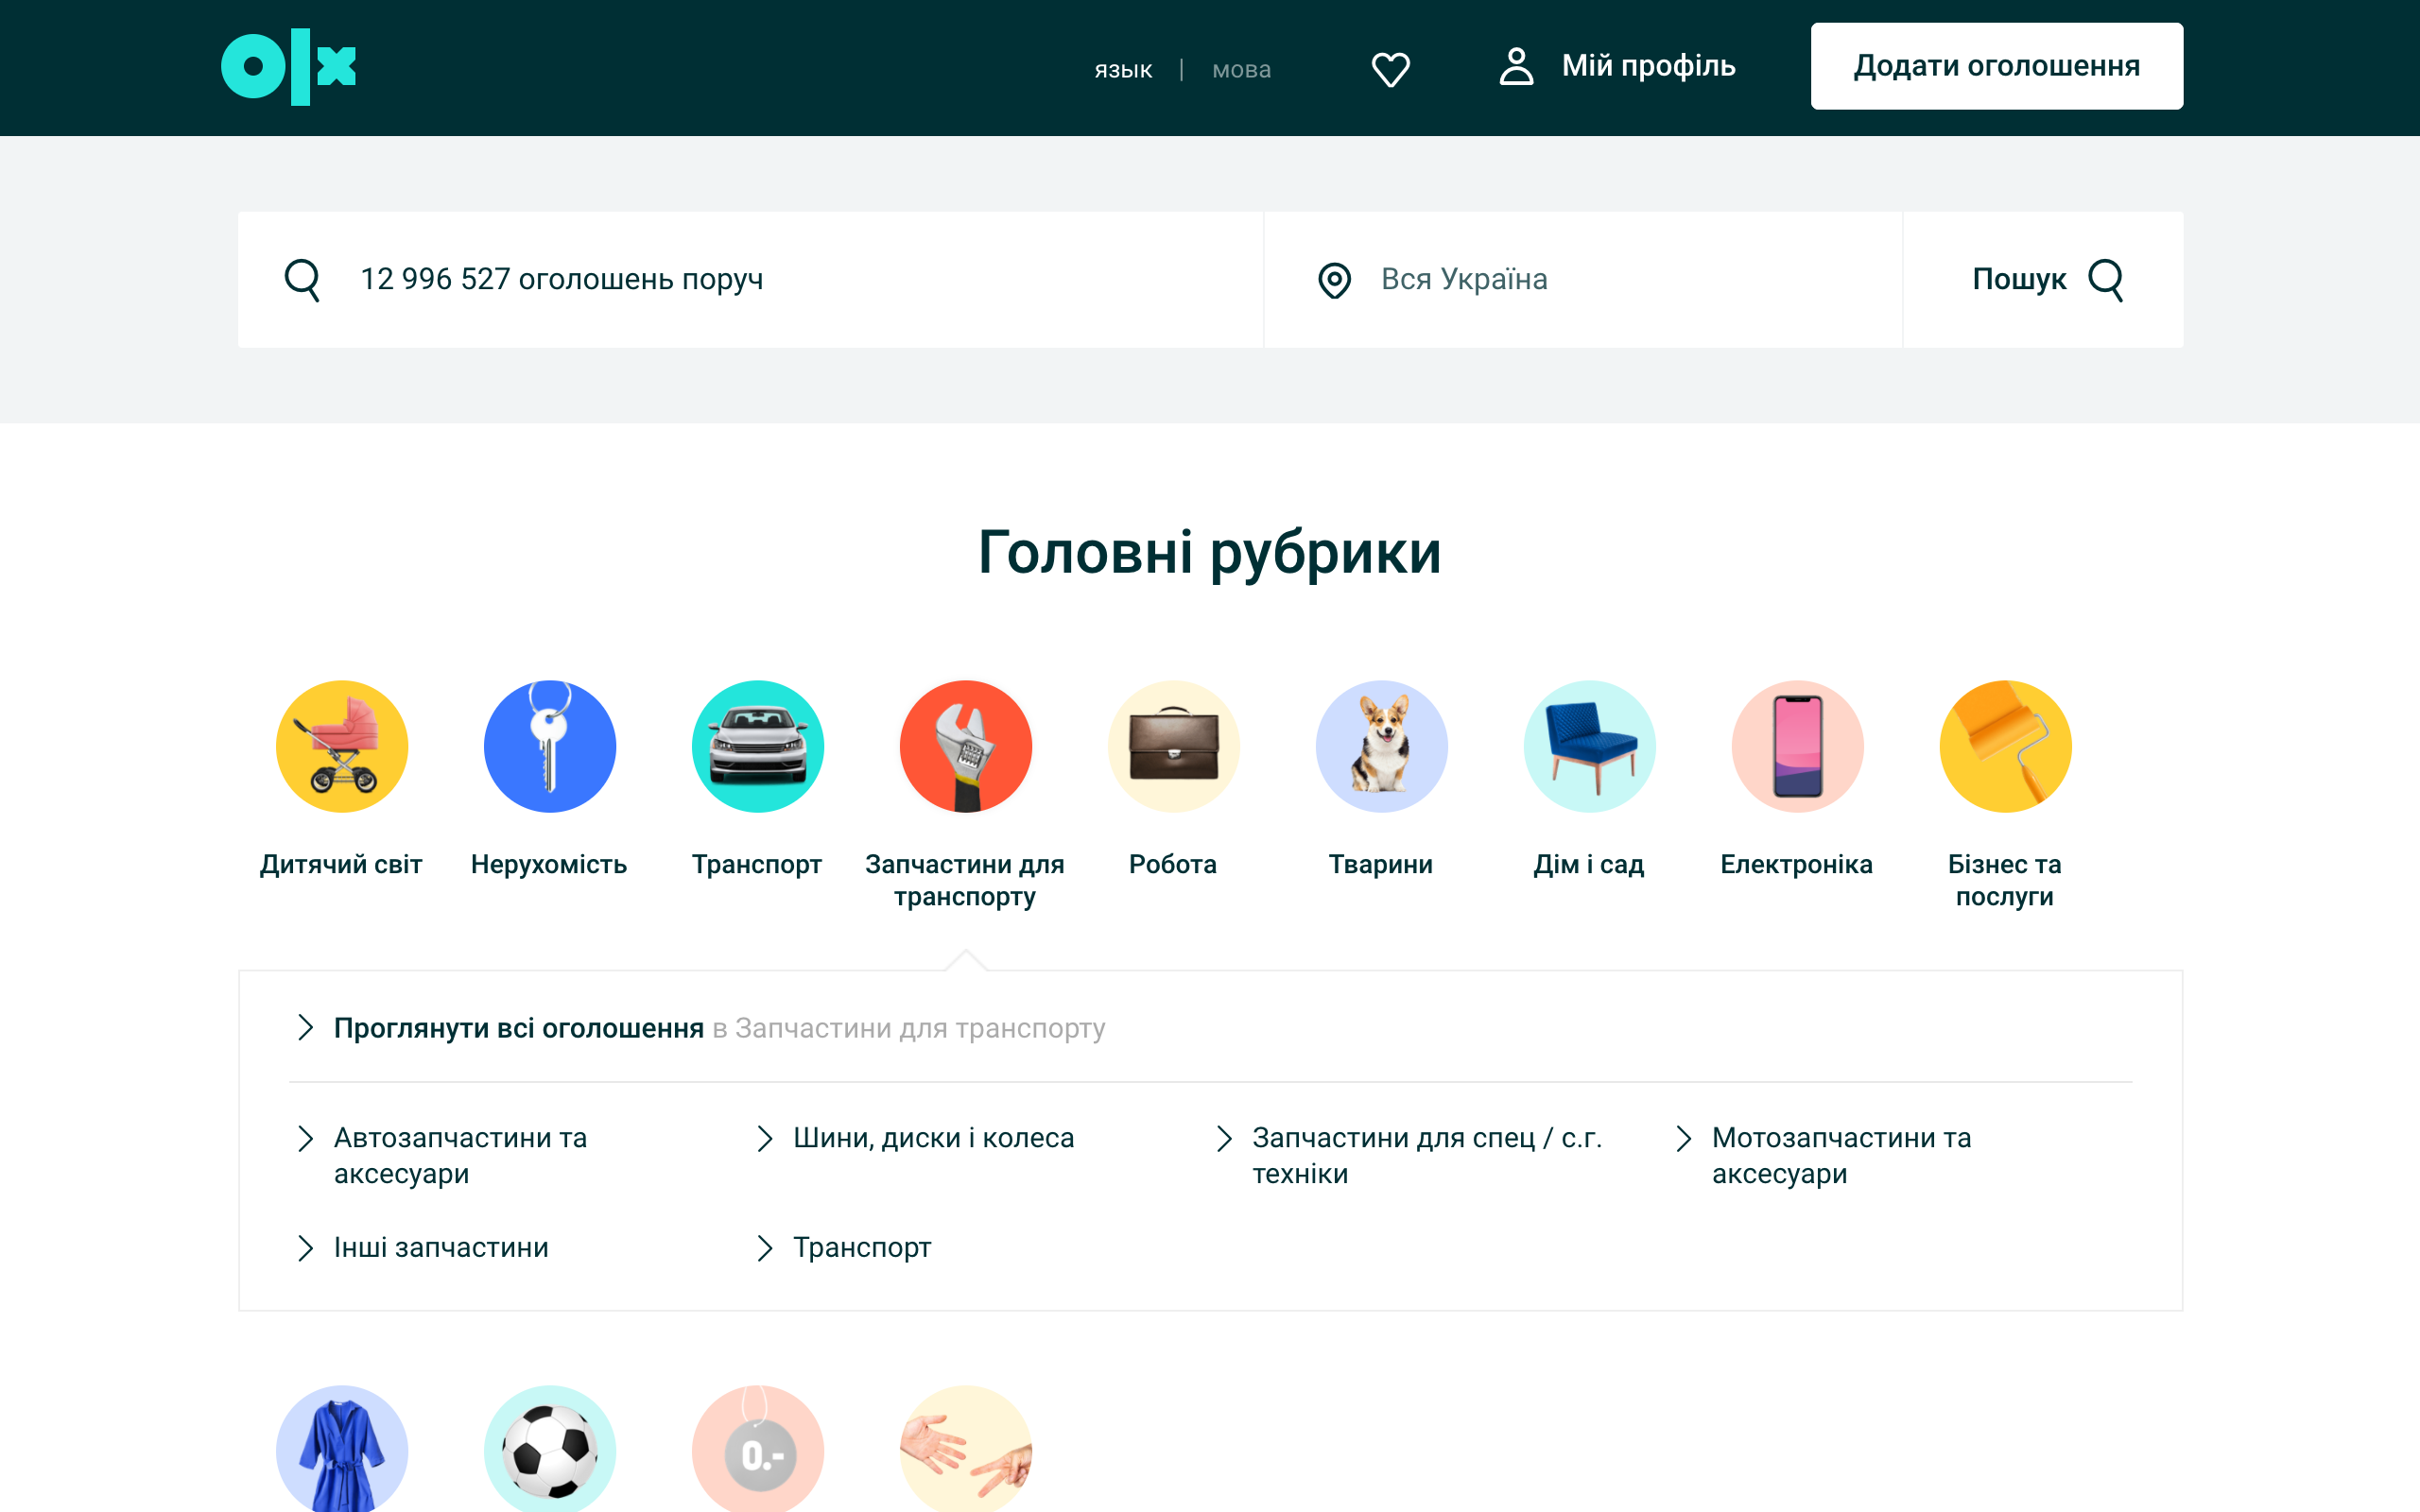 olx
язык | мова
Мій профіль
Додати оголошення
12 996 527 оголошень поруч
Вся Україна
Пошук
Головні рубрики
Дитячий світ
Нерухомість
Транспорт
Запчастини для
транспорту
Робота
Тварини
Дім і сад
Електроніка
Бізнес та
послуги
Проглянути всі оголошення в Запчастини для транспорту
Автозапчастини та
аксесуари
Шини, диски і колеса
Запчастини для спец / с.г.
техніки
Мотозапчастини та
аксесуари
Інші запчастини
Транспорт
0.-